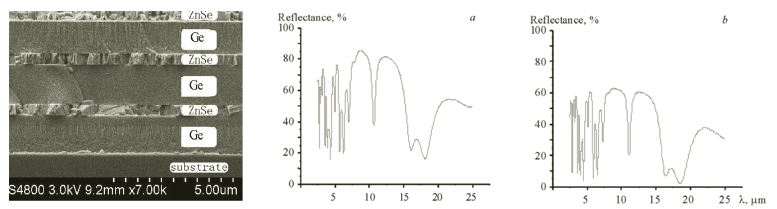 ZnSe
Ge
ZnSe
Ge
ZnSe
Ge
substrate
S4800 3.0kV 9.2mm x7.00k 5.00um
Reflectance, % a
100
80
60
40
20
0
5 10 15 20 25
Reflectance, % b
100
80
60
40
20
0
5 10 15 20 25 λ, μm